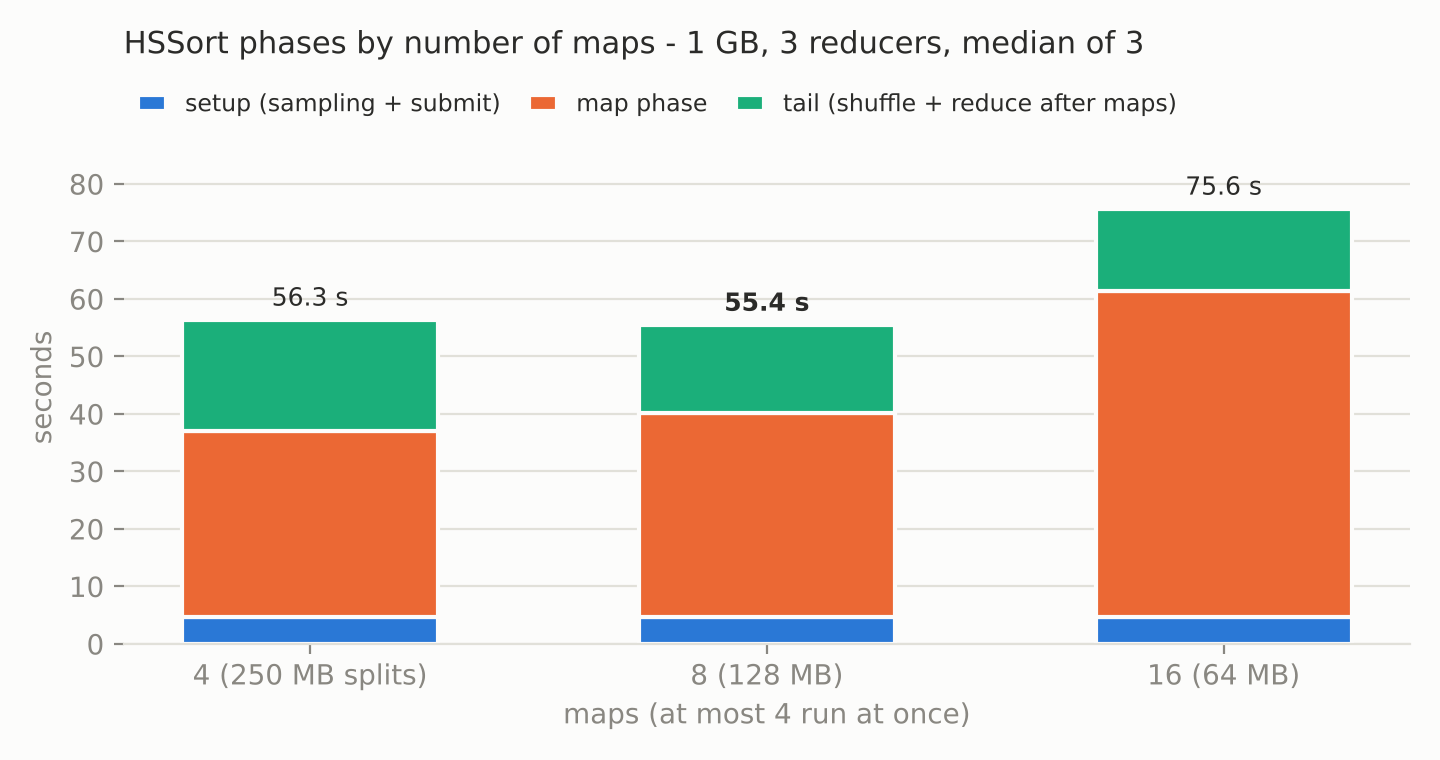 HSSort phases by number of maps - 1 GB, 3 reducers, median of 3
setup (sampling + submit) map phase tail (shuffle + reduce after maps)
80
75.6 s
70
60
56.3 s
55.4 s
50
40
30
20
10
0
seconds
4 (250 MB splits) 8 (128 MB) 16 (64 MB)
maps (at most 4 run at once)